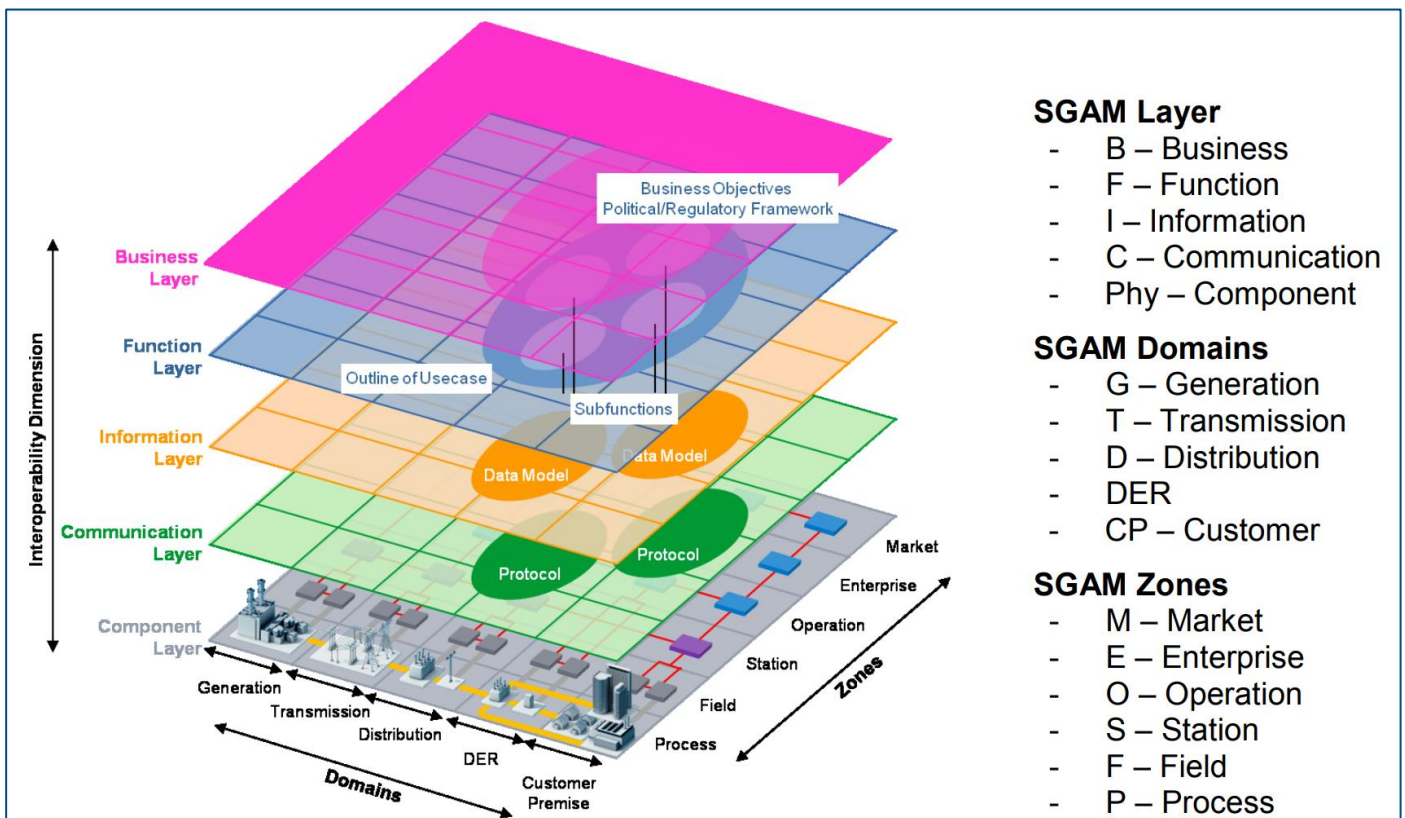 Business Objectives
Political/Regulatory Framework
Business
Layer
Function
Layer
Outline of Usecase
Subfunctions
Information
Layer
Data Model
Data Model
Communication
Layer
Protocol
Protocol
Component
Layer
Interoperability Dimension
Generation
Transmission
Distribution
DER
Customer
Premise
Domains
Process
Field
Station
Operation
Enterprise
Market
Zones
SGAM Layer
- B – Business
- F – Function
- I – Information
- C – Communication
- Phy – Component
SGAM Domains
- G – Generation
- T – Transmission
- D – Distribution
- DER
- CP – Customer
SGAM Zones
- M – Market
- E – Enterprise
- O – Operation
- S – Station
- F – Field
- P – Process